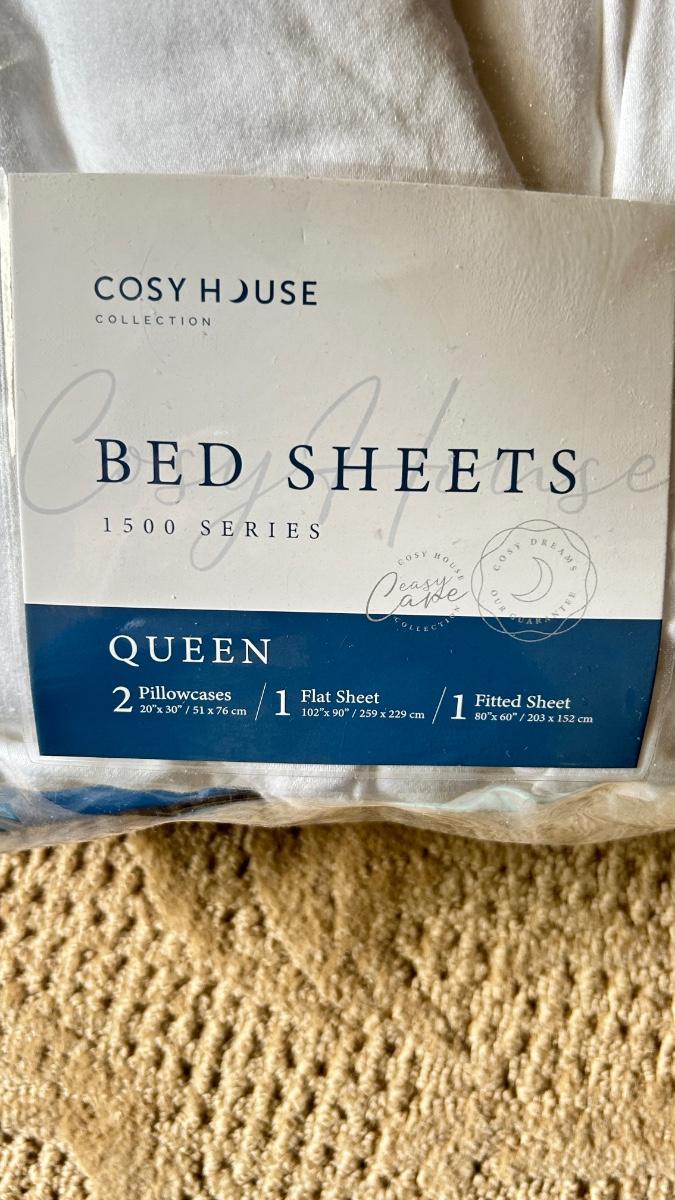 COSY HOUSE
COLLECTION
Cosy House
BED SHEETS
1500 SERIES
COSY HOUSE
easy
Care
COLLECTION
COSY DREAMS
OUR GUARANTEE
QUEEN
2 Pillowcases
20"x 30" / 51 x 76 cm
1 Flat Sheet
102"x 90" / 259 x 229 cm
1 Fitted Sheet
80"x 60" / 203 x 152 cm